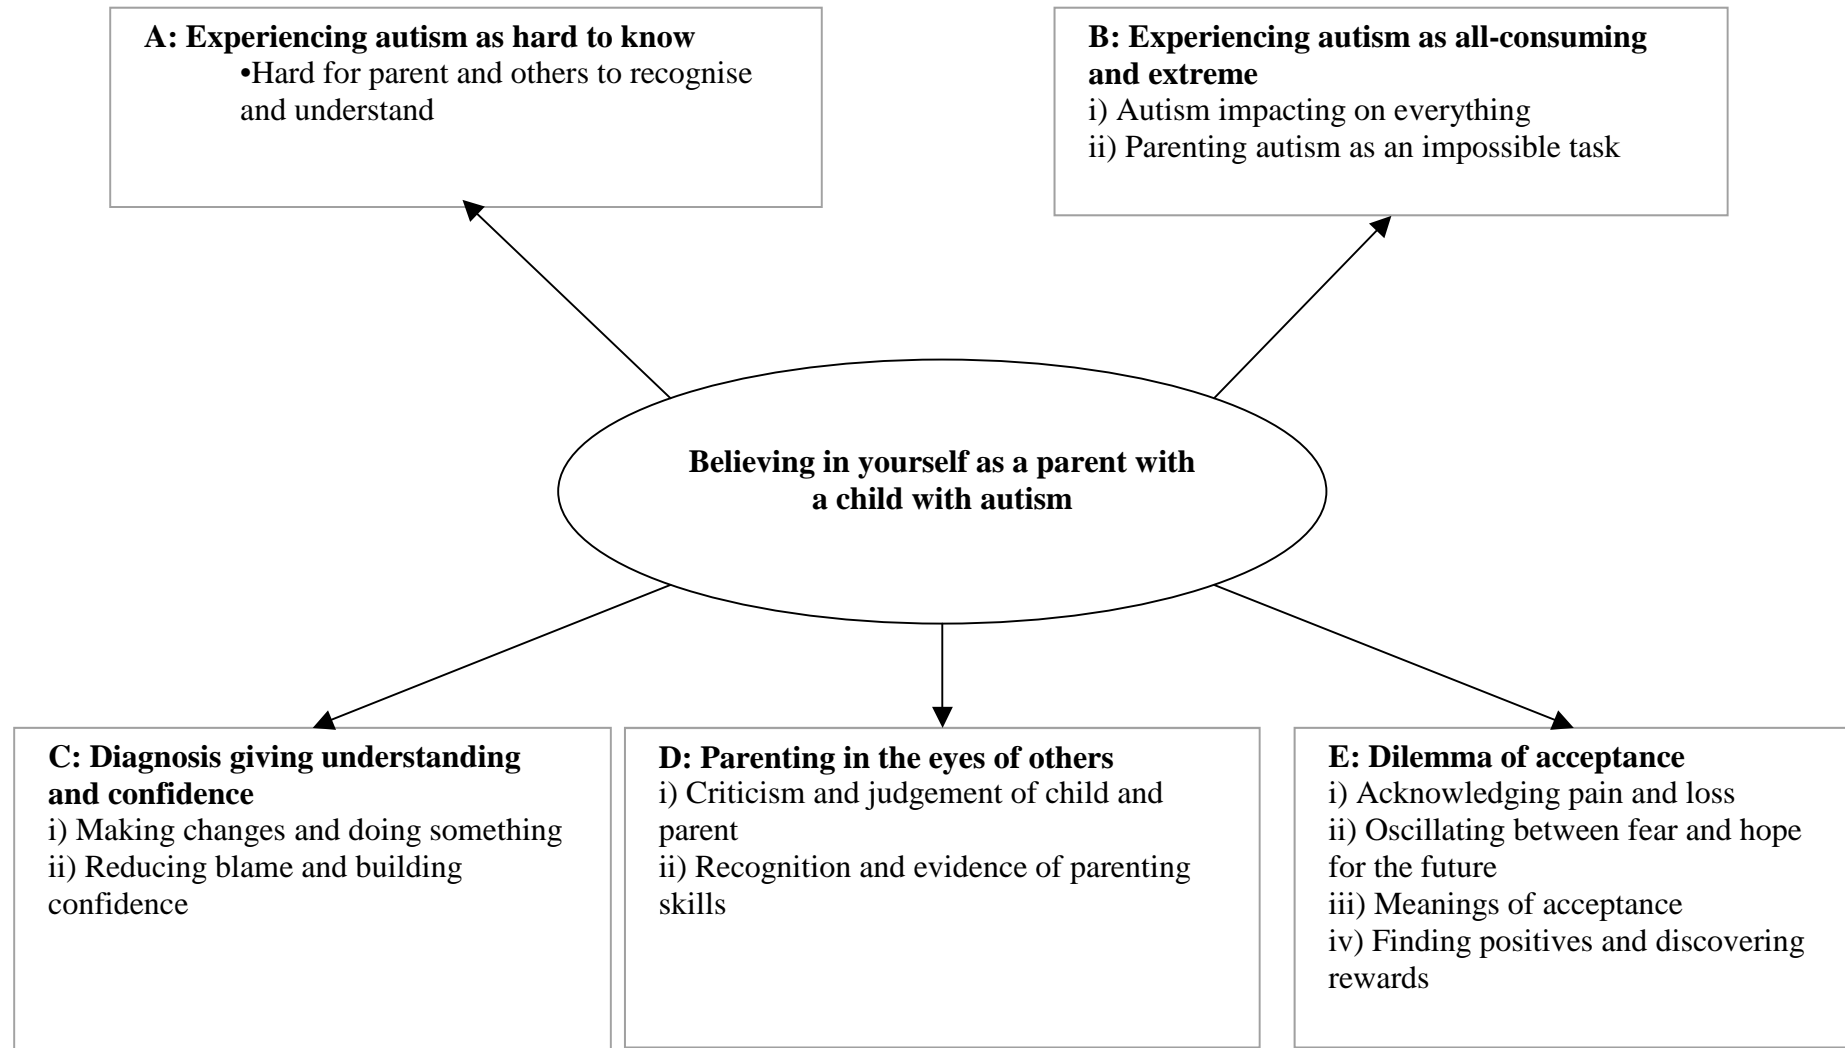 A: Experiencing autism as hard to know
•Hard for parent and others to recognise
and understand
B: Experiencing autism as all-consuming
and extreme
i) Autism impacting on everything
ii) Parenting autism as an impossible task
Believing in yourself as a parent with
a child with autism
C: Diagnosis giving understanding
and confidence
i) Making changes and doing something
ii) Reducing blame and building
confidence
D: Parenting in the eyes of others
i) Criticism and judgement of child and
parent
ii) Recognition and evidence of parenting
skills
E: Dilemma of acceptance
i) Acknowledging pain and loss
ii) Oscillating between fear and hope
for the future
iii) Meanings of acceptance
iv) Finding positives and discovering
rewards